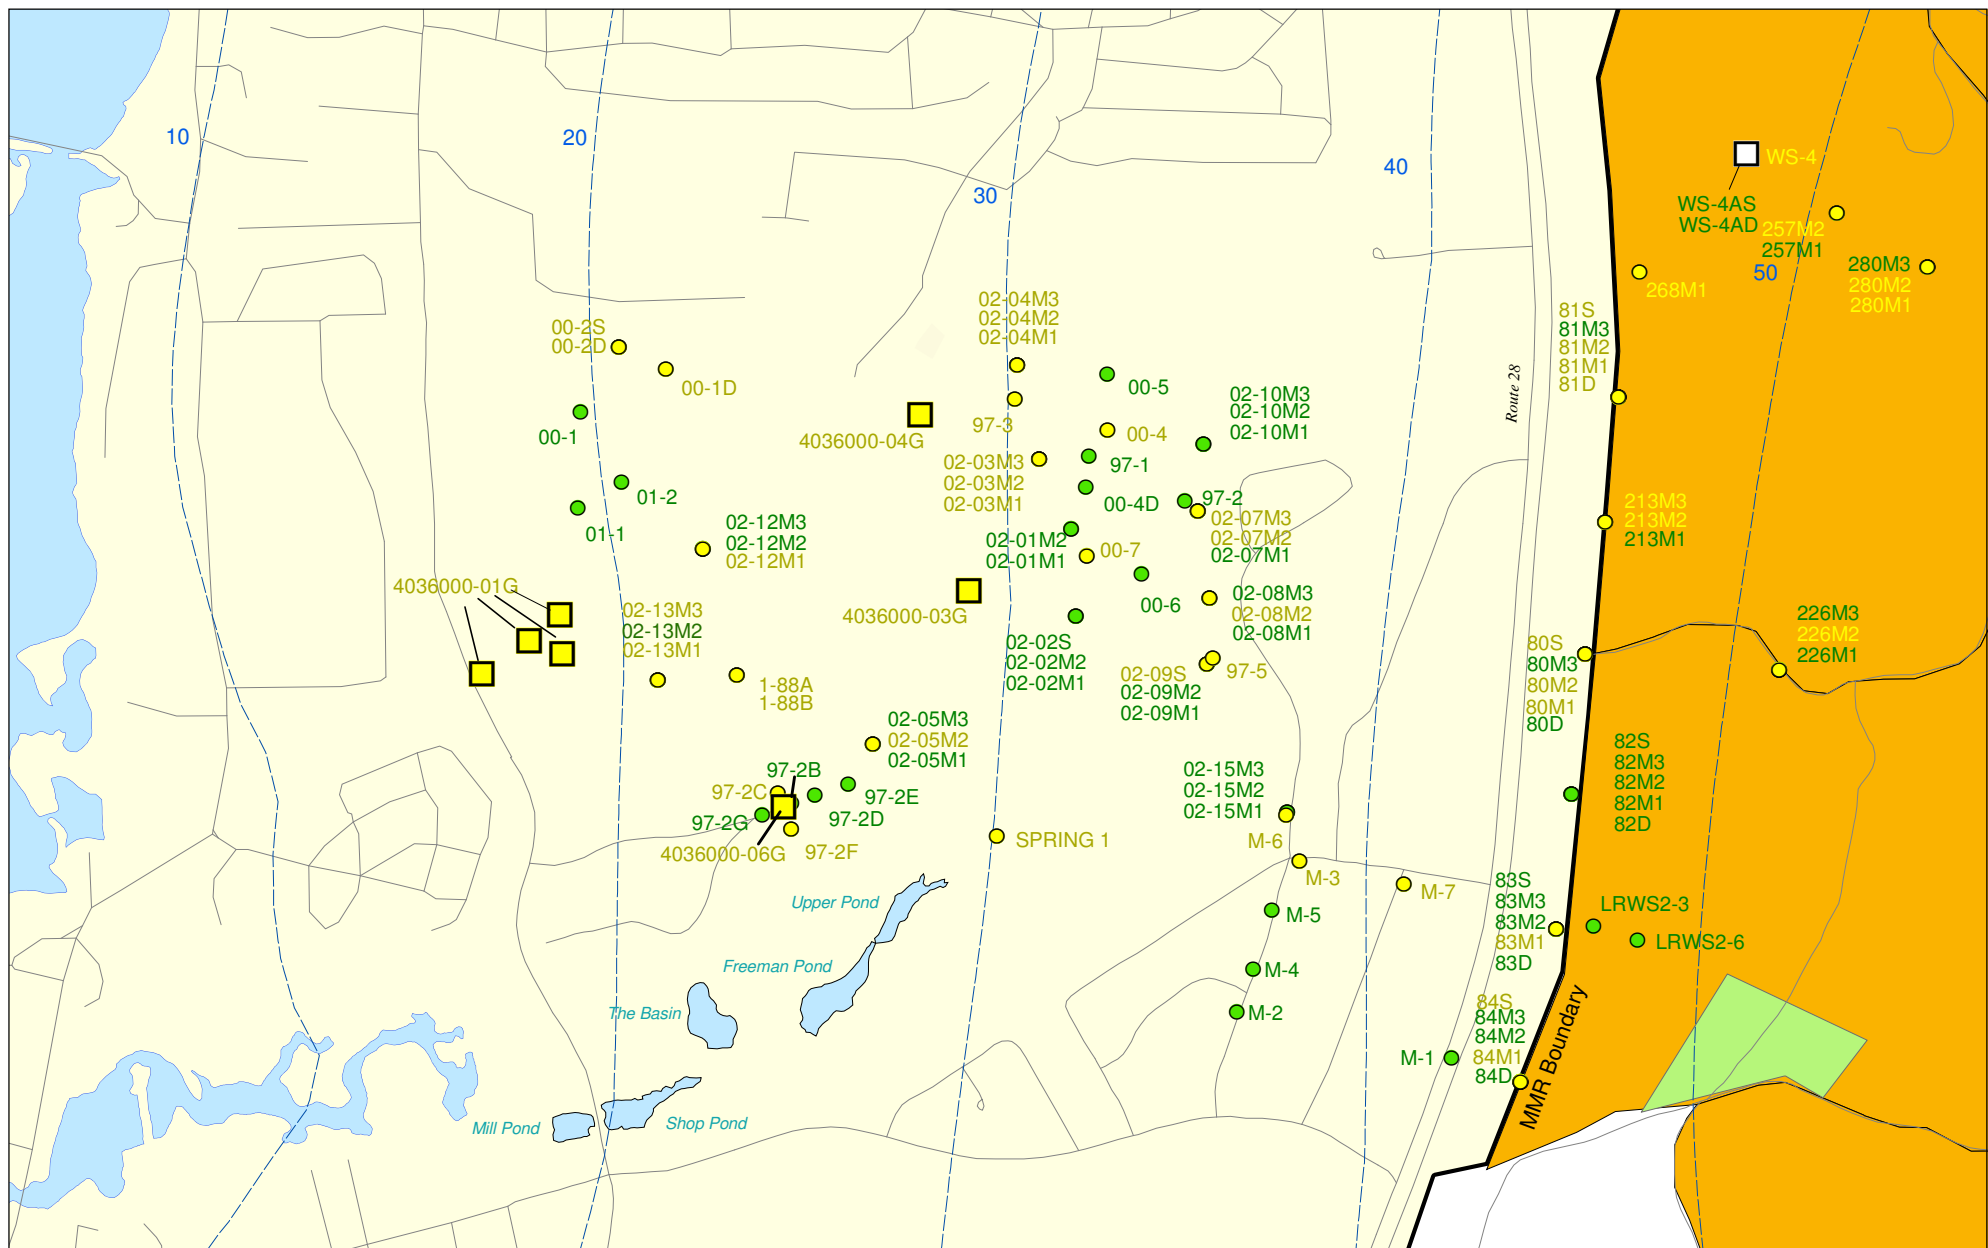 10
20
30
40
50
WS-4
WS-4AS
WS-4AD
257M2
257M1
280M3
280M2
280M1
268M1
81S
81M3
81M2
81M1
81D
Route 28
02-04M3
02-04M2
02-04M1
00-2S
00-2D
00-1D
00-1
97-3
4036000-04G
00-5
00-4
02-10M3
02-10M2
02-10M1
97-1
02-03M3
02-03M2
02-03M1
00-4D
97-2
02-07M3
02-07M2
02-07M1
213M3
213M2
213M1
01-2
01-1
02-12M3
02-12M2
02-12M1
02-01M2
02-01M1
00-7
00-6
4036000-01G
4036000-03G
02-13M3
02-13M2
02-13M1
02-08M3
02-08M2
02-08M1
02-02S
02-02M2
02-02M1
226M3
226M2
226M1
80S
80M3
80M2
80M1
80D
02-09S
02-09M2
02-09M1
97-5
1-88A
1-88B
02-05M3
02-05M2
02-05M1
82S
82M3
82M2
82M1
82D
97-2B
97-2C
97-2E
97-2D
97-2G
97-2F
4036000-06G
02-15M3
02-15M2
02-15M1
M-6
SPRING 1
M-3
M-7
M-5
83S
83M3
83M2
83M1
83D
LRWS2-3
LRWS2-6
Upper Pond
Freeman Pond
The Basin
M-4
M-2
84S
84M3
84M2
84M1
84D
M-1
MMR Boundary
Mill Pond
Shop Pond